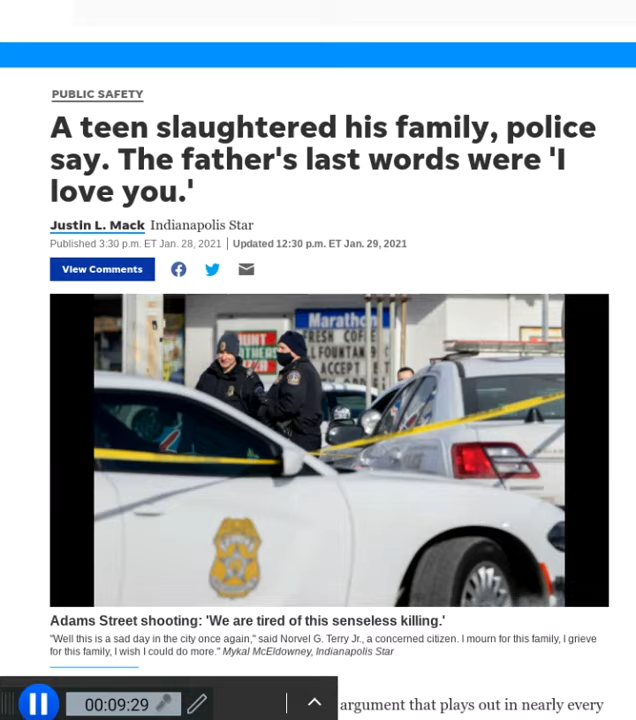 PUBLIC SAFETY
A teen slaughtered his family, police
say. The father's last words were 'I
love you.'
Justin L. Mack Indianapolis Star
Published 3:30 p.m. ET Jan. 28, 2021 | Updated 12:30 p.m. ET Jan. 29, 2021
View Comments
Marathon
FRESH COFFE
FOUNTAIN
ACCEPT
Adams Street shooting: 'We are tired of this senseless killing.'
"Well this is a sad day in the city once again," said Norvel G. Terry Jr., a concerned citizen. I mourn for this family, I grieve
for this family, I wish I could do more." Mykal McEldowney, Indianapolis Star
00:09:29
argument that plays out in nearly every